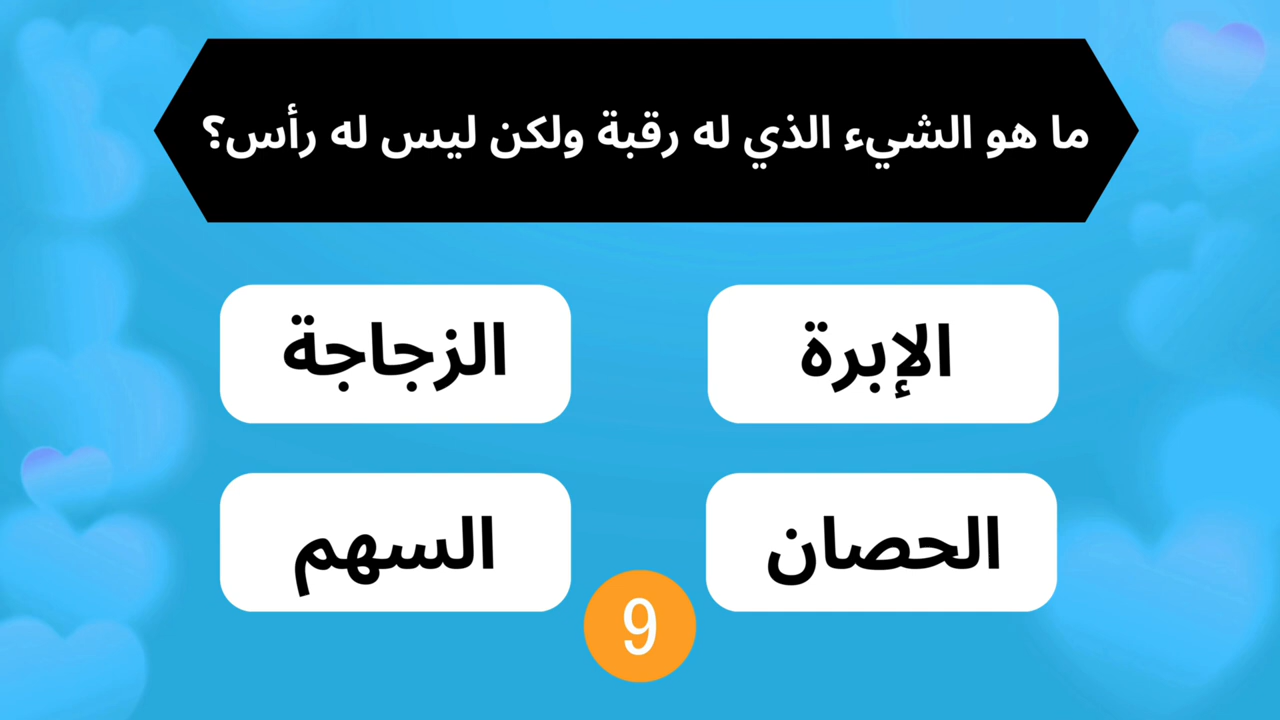 ما هو الشيء الذي له رقبة ولكن ليس له رأس؟
الإبرة
الزجاجة
الحصان
السهم
9